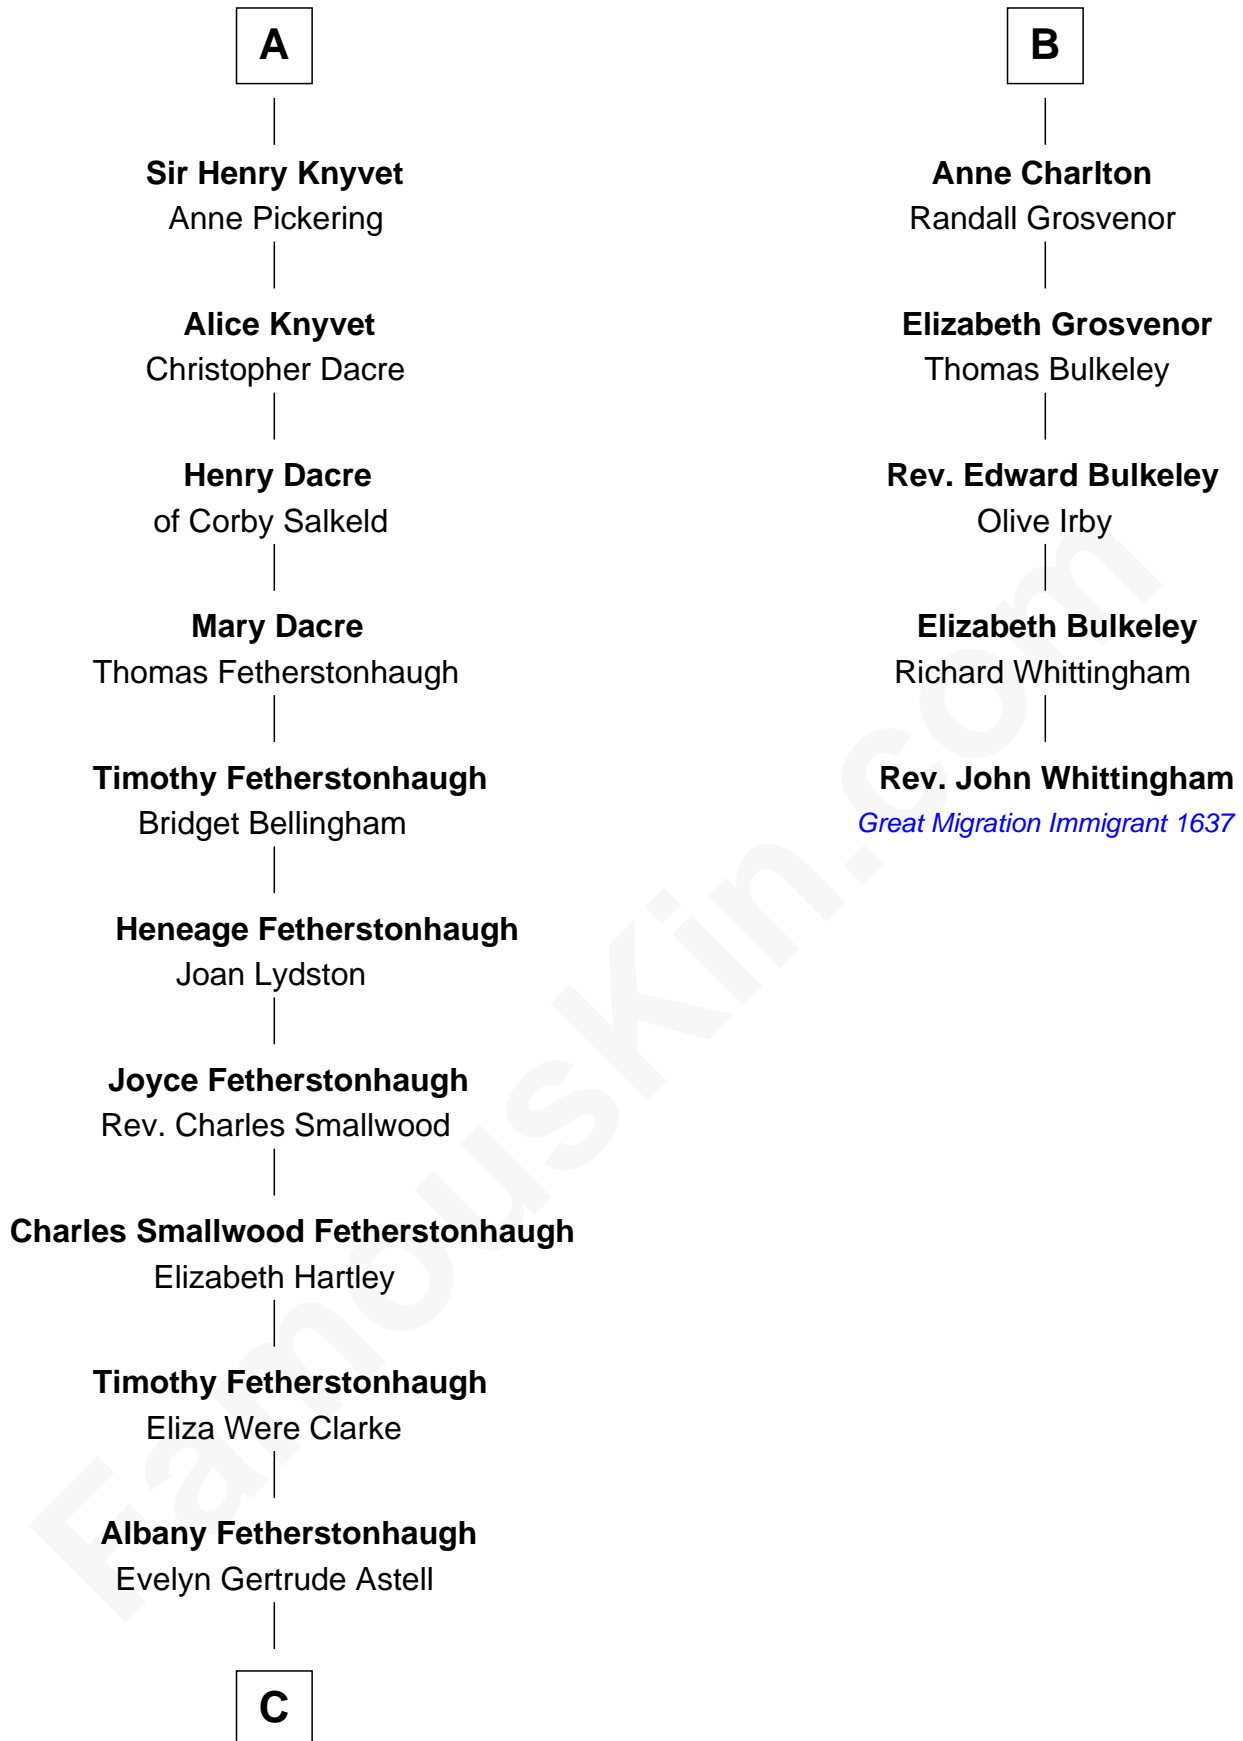 A
Sir Henry Knyvet
Anne Pickering
Alice Knyvet
Christopher Dacre
Henry Dacre
of Corby Salkeld
Mary Dacre
Thomas Fetherstonhaugh
Timothy Fetherstonhaugh
Bridget Bellingham
Heneage Fetherstonhaugh
Joan Lydston
Joyce Fetherstonhaugh
Rev. Charles Smallwood
Charles Smallwood Fetherstonhaugh
Elizabeth Hartley
Timothy Fetherstonhaugh
Eliza Were Clarke
Albany Fetherstonhaugh
Evelyn Gertrude Astell
C
B
Anne Charlton
Randall Grosvenor
Elizabeth Grosvenor
Thomas Bulkeley
Rev. Edward Bulkeley
Olive Irby
Elizabeth Bulkeley
Richard Whittingham
Rev. John Whittingham
Great Migration Immigrant 1637
FamousKin.com